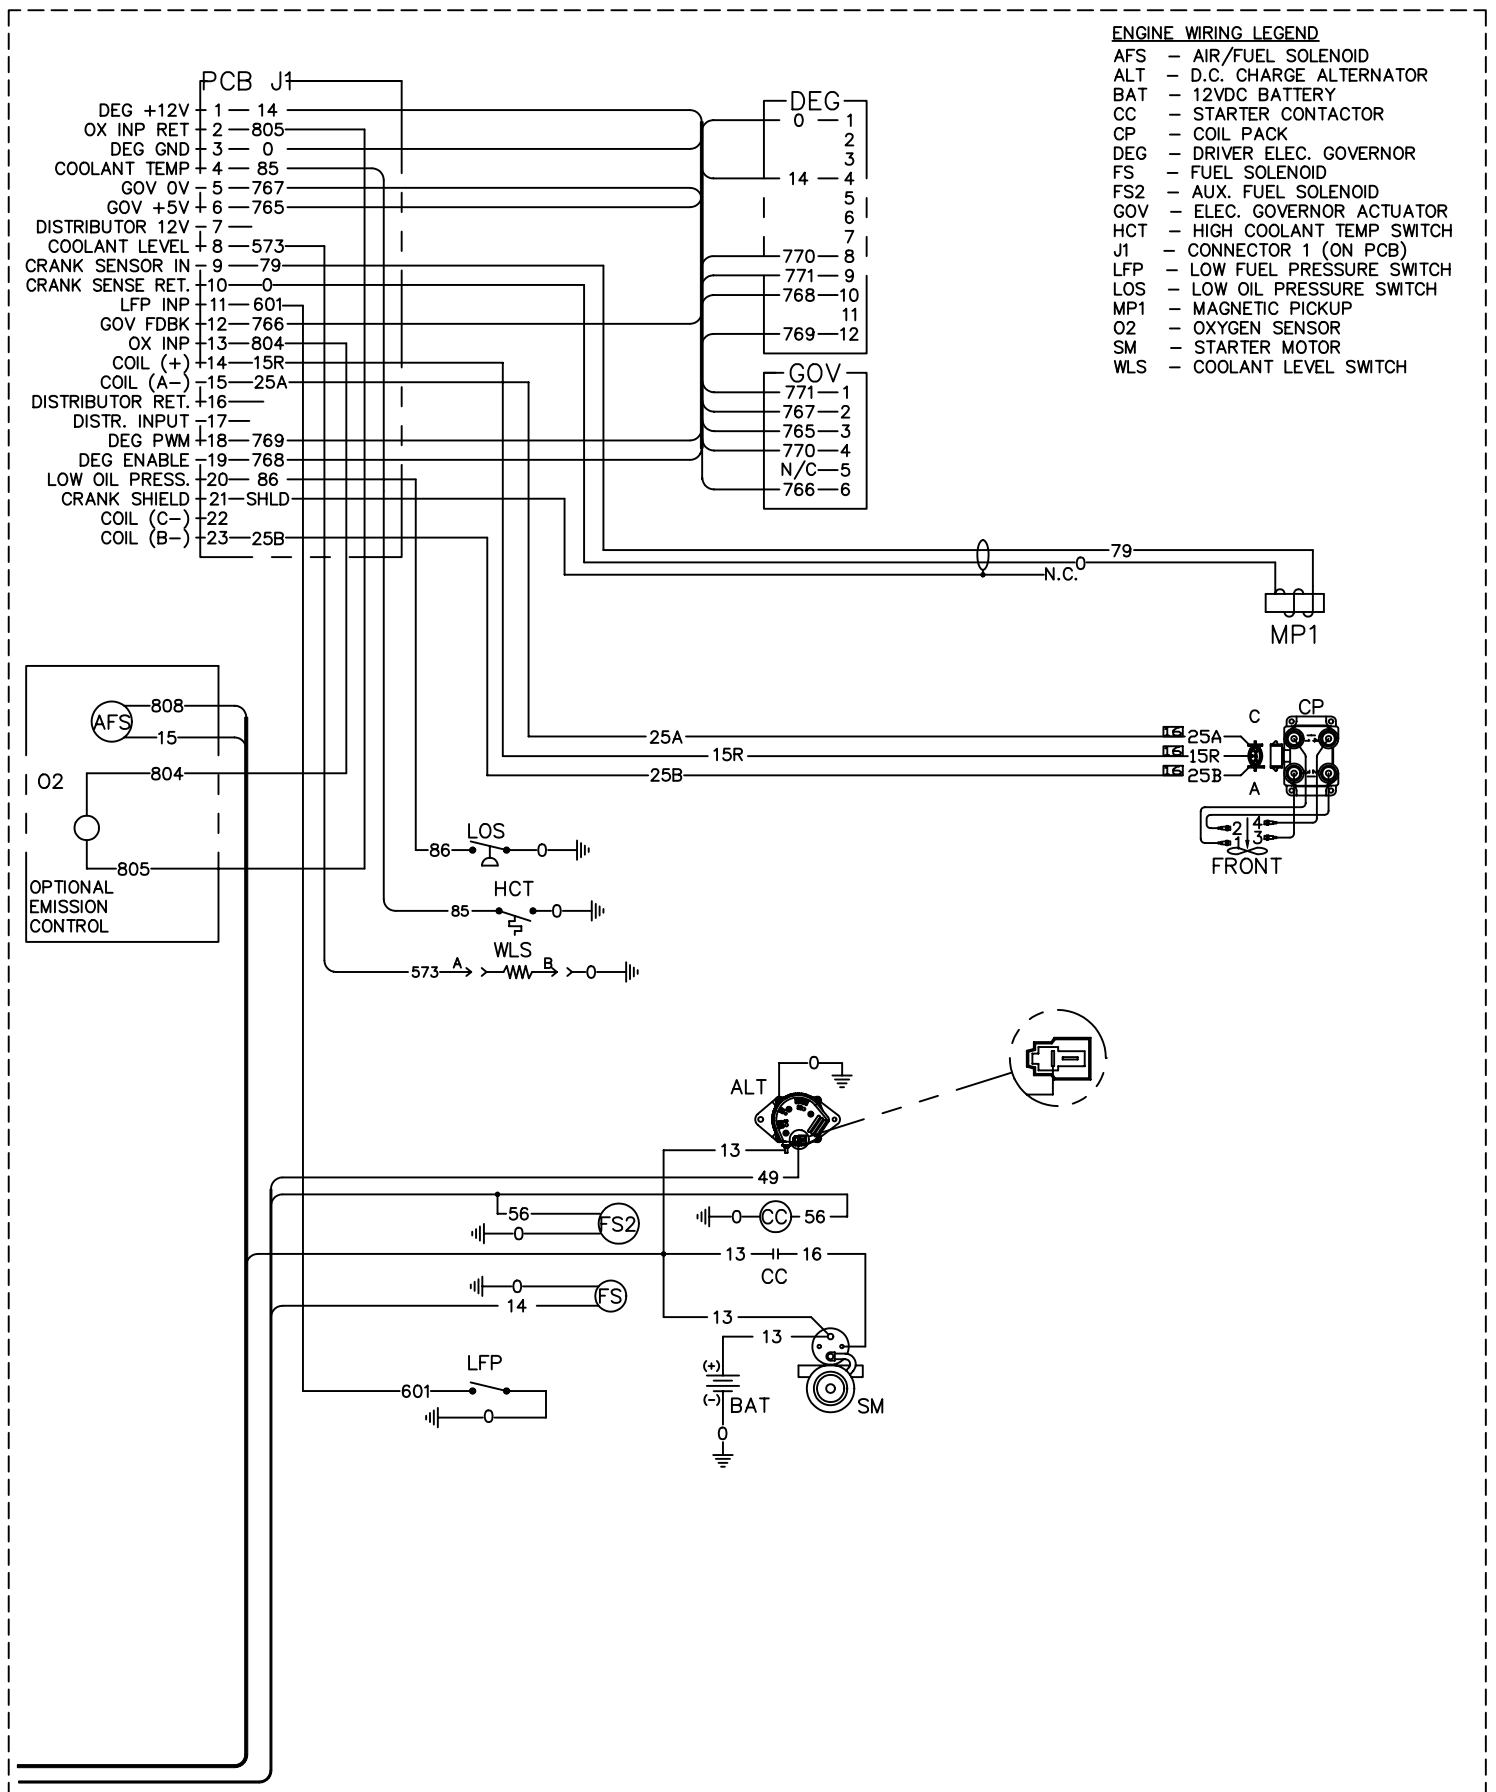 ENGINE WIRING LEGEND
AFS – AIR/FUEL SOLENOID
ALT – D.C. CHARGE ALTERNATOR
BAT – 12VDC BATTERY
CC – STARTER CONTACTOR
CP – COIL PACK
DEG – DRIVER ELEC. GOVERNOR
FS – FUEL SOLENOID
FS2 – AUX. FUEL SOLENOID
GOV – ELEC. GOVERNOR ACTUATOR
HCT – HIGH COOLANT TEMP SWITCH
J1 – CONNECTOR 1 (ON PCB)
LFP – LOW FUEL PRESSURE SWITCH
LOS – LOW OIL PRESSURE SWITCH
MP1 – MAGNETIC PICKUP
O2 – OXYGEN SENSOR
SM – STARTER MOTOR
WLS – COOLANT LEVEL SWITCH
PCB J1
DEG +12V 1 14
OX INP RET 2 805
DEG GND 3 0
COOLANT TEMP 4 85
GOV 0V 5 767
GOV +5V 6 765
DISTRIBUTOR 12V 7
COOLANT LEVEL 8 573
CRANK SENSOR IN 9 79
CRANK SENSE RET. 10 0
LFP INP 11 601
GOV FDBK 12 766
OX INP 13 804
COIL (+) 14 15R
COIL (A-) 15 25A
DISTRIBUTOR RET. 16
DISTR. INPUT 17
DEG PWM 18 769
DEG ENABLE 19 768
LOW OIL PRESS. 20 86
CRANK SHIELD 21 SHLD
COIL (C-) 22
COIL (B-) 23 25B
DEG
0 1
2
3
14 4
5
6
7
770 8
771 9
768 10
11
769 12
GOV
771 1
767 2
765 3
770 4
N/C 5
766 6
79
0
N.C.
MP1
AFS
808
15
O2
804
805
OPTIONAL
EMISSION
CONTROL
C
CP
25A 16 25A
15R 16 15R
25B 16 25B
A
2 4
1 3
FRONT
LOS
86 0
HCT
85 0
WLS
573 A B 0
0
ALT
13
49
56
0
FS2
0 CC 56
13 16
CC
0
FS
14
13
13
(+)
(-)
BAT
SM
0
LFP
601
0